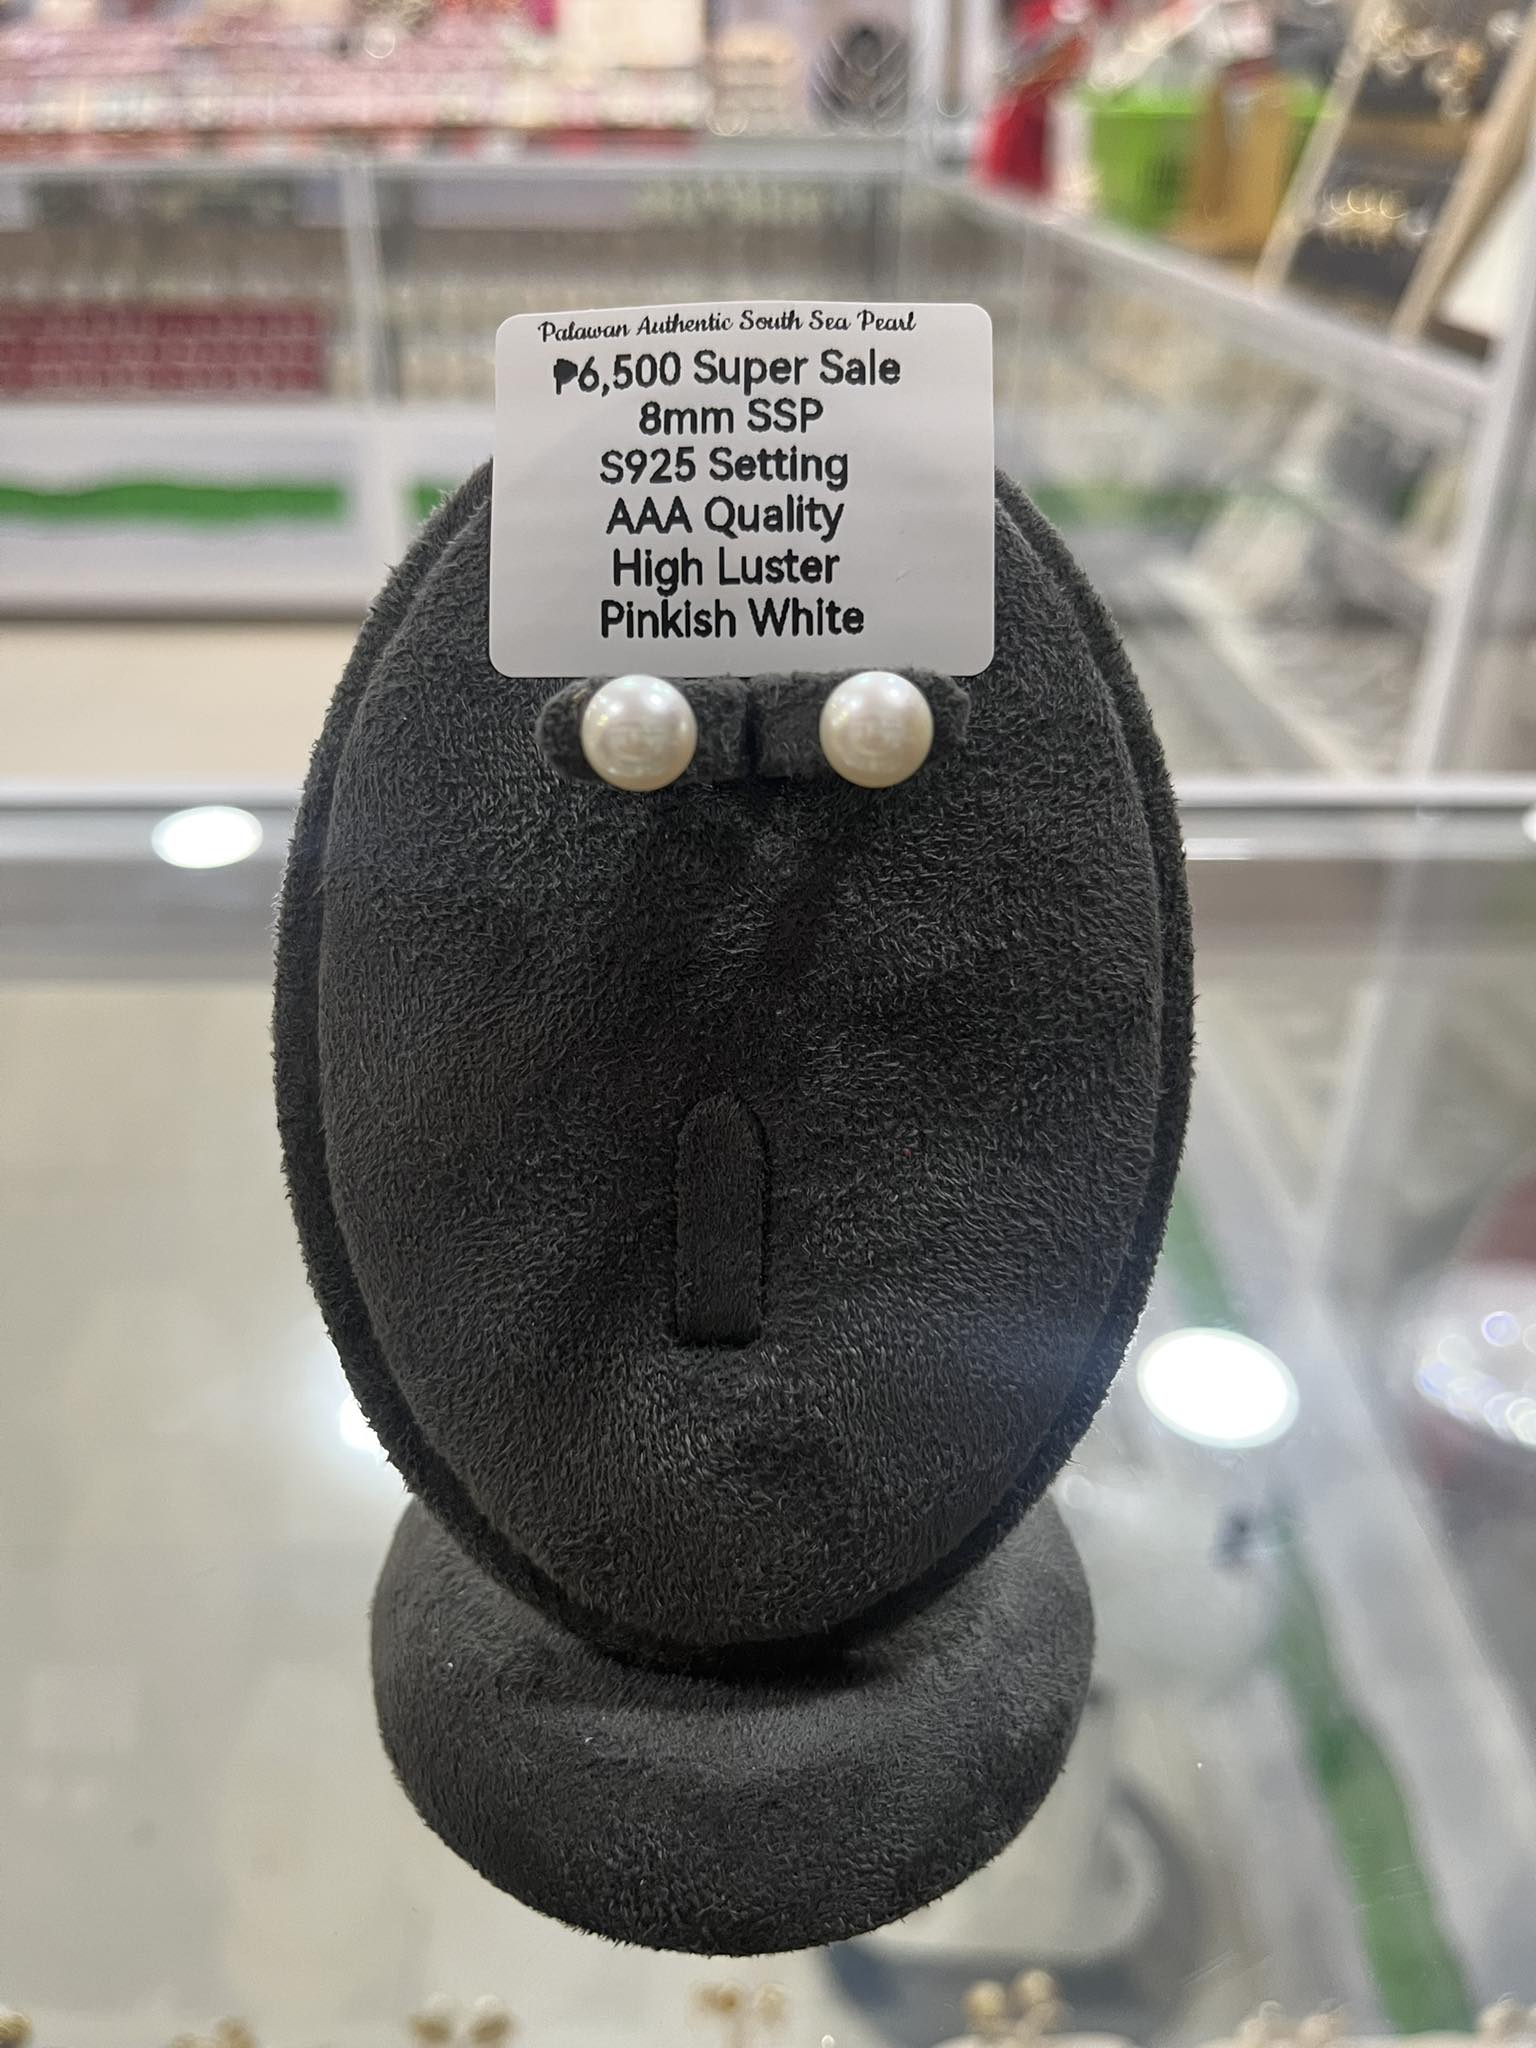 Palawan Authentic South Sea Pearl
₱6,500 Super Sale
8mm SSP
S925 Setting
AAA Quality
High Luster
Pinkish White